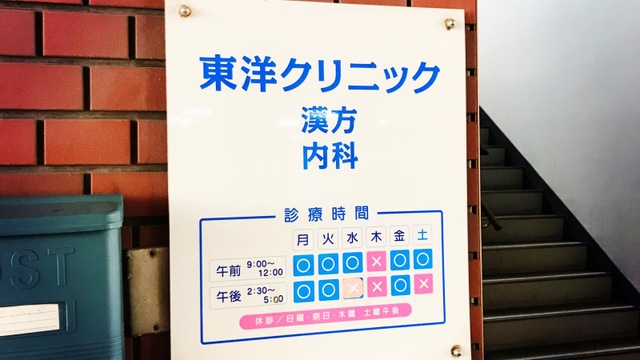 東洋クリニック
漢方
内科
診療時間
月 火 水 木 金 土
午前 9:00〜12:00 ○ ○ ○ × ○ ○
午後 2:30〜5:00 ○ ○ × × ○ ×
休診／日曜・祭日・木曜・土曜午後
OST